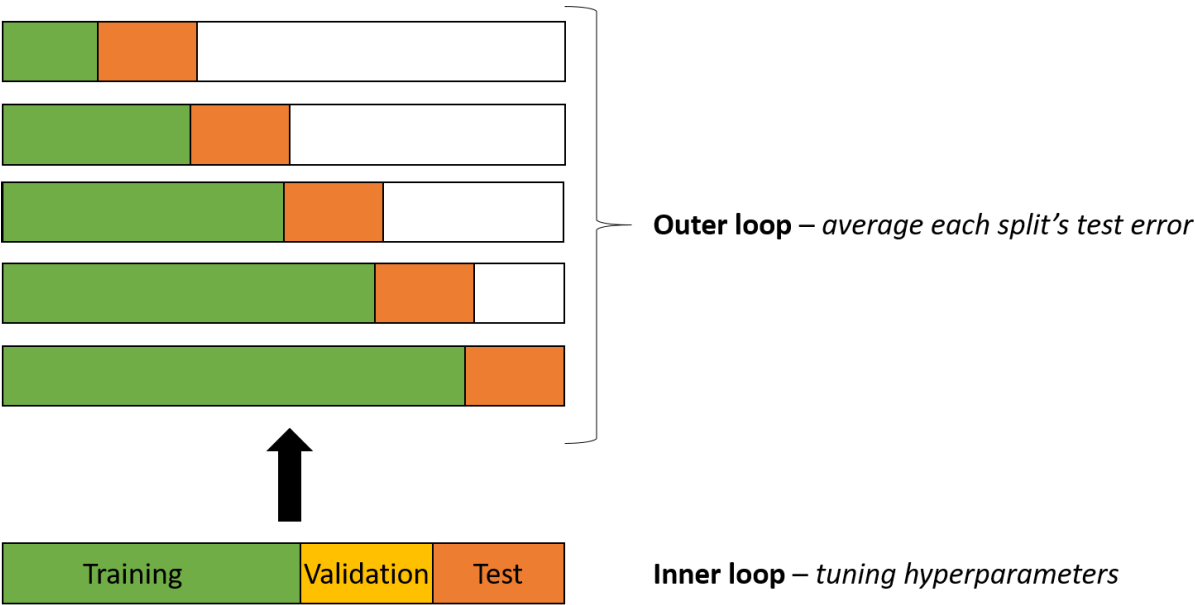 Outer loop – average each split’s test error
Training Validation Test
Inner loop – tuning hyperparameters